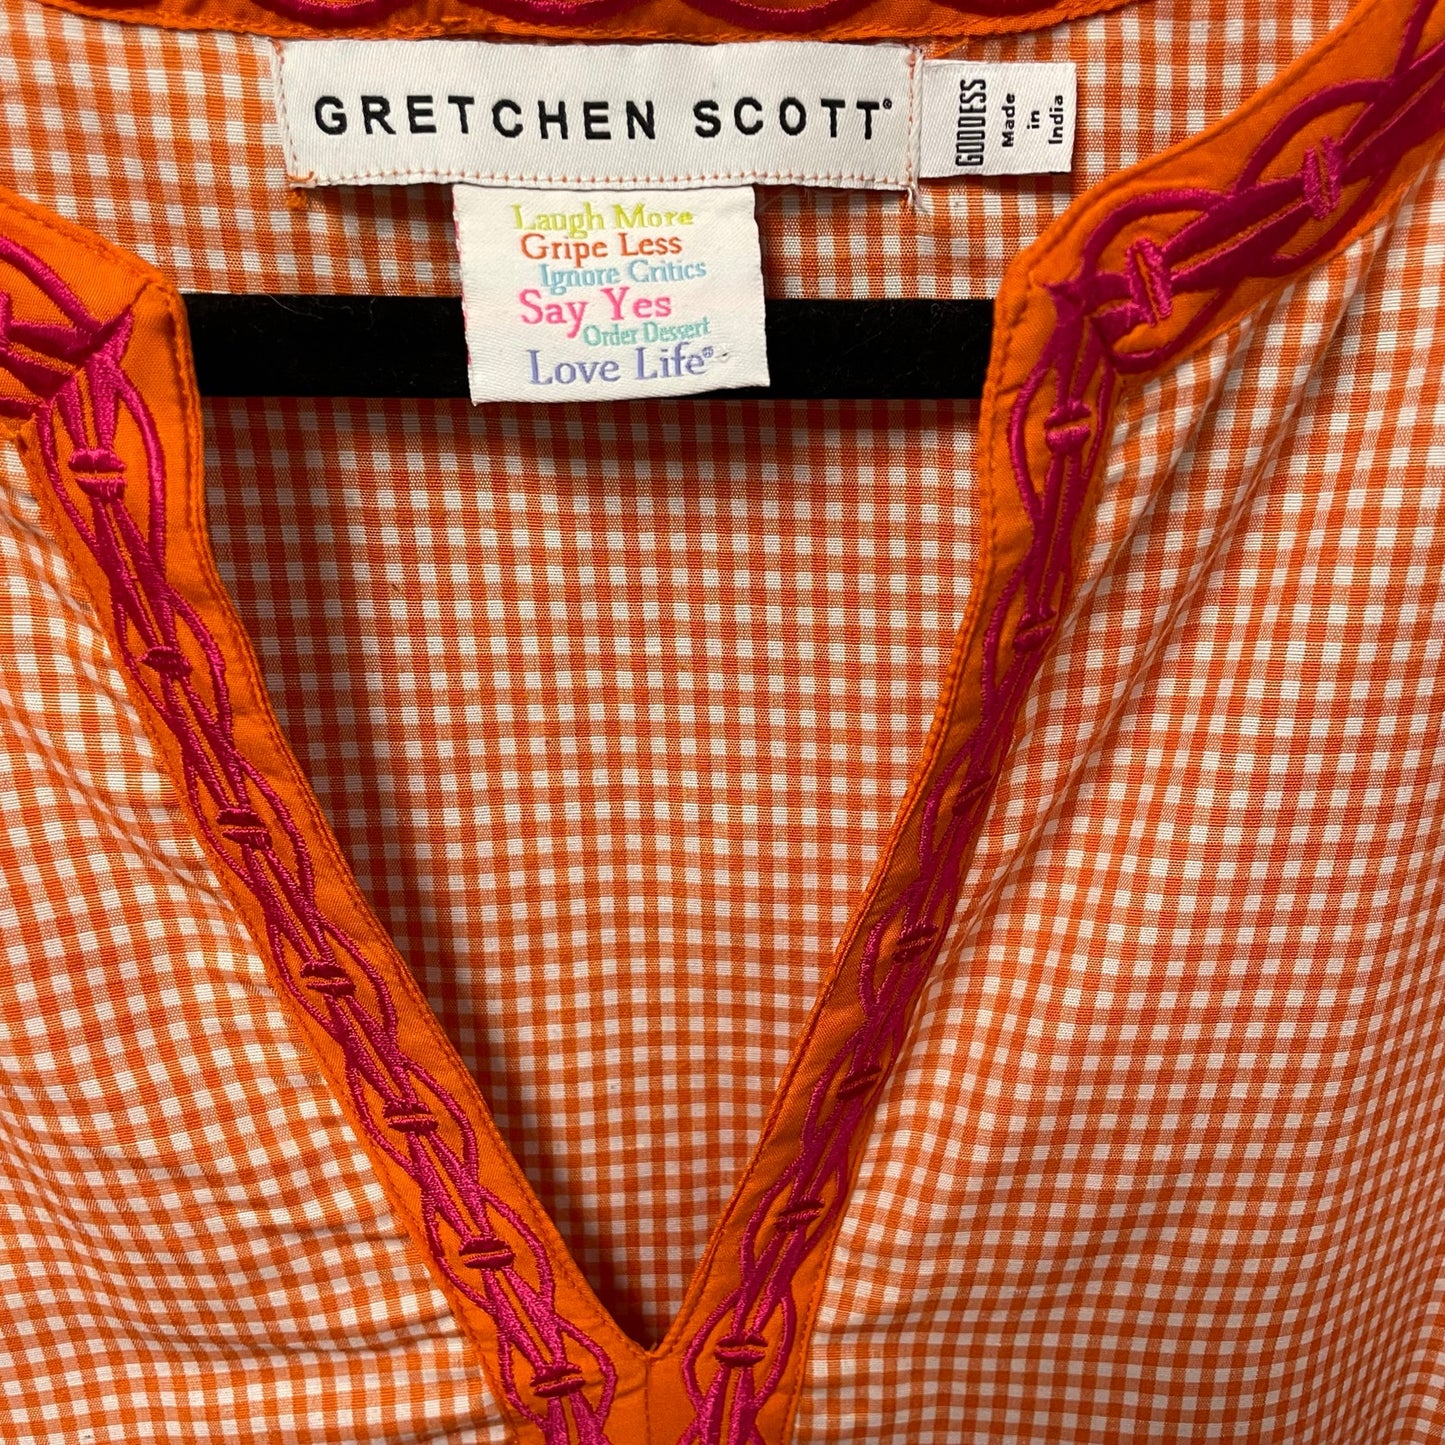 GRETCHEN SCOTT®
GODDESS
Made
in
India
Laugh More
Gripe Less
Ignore Critics
Say Yes
Order Dessert
Love Life®